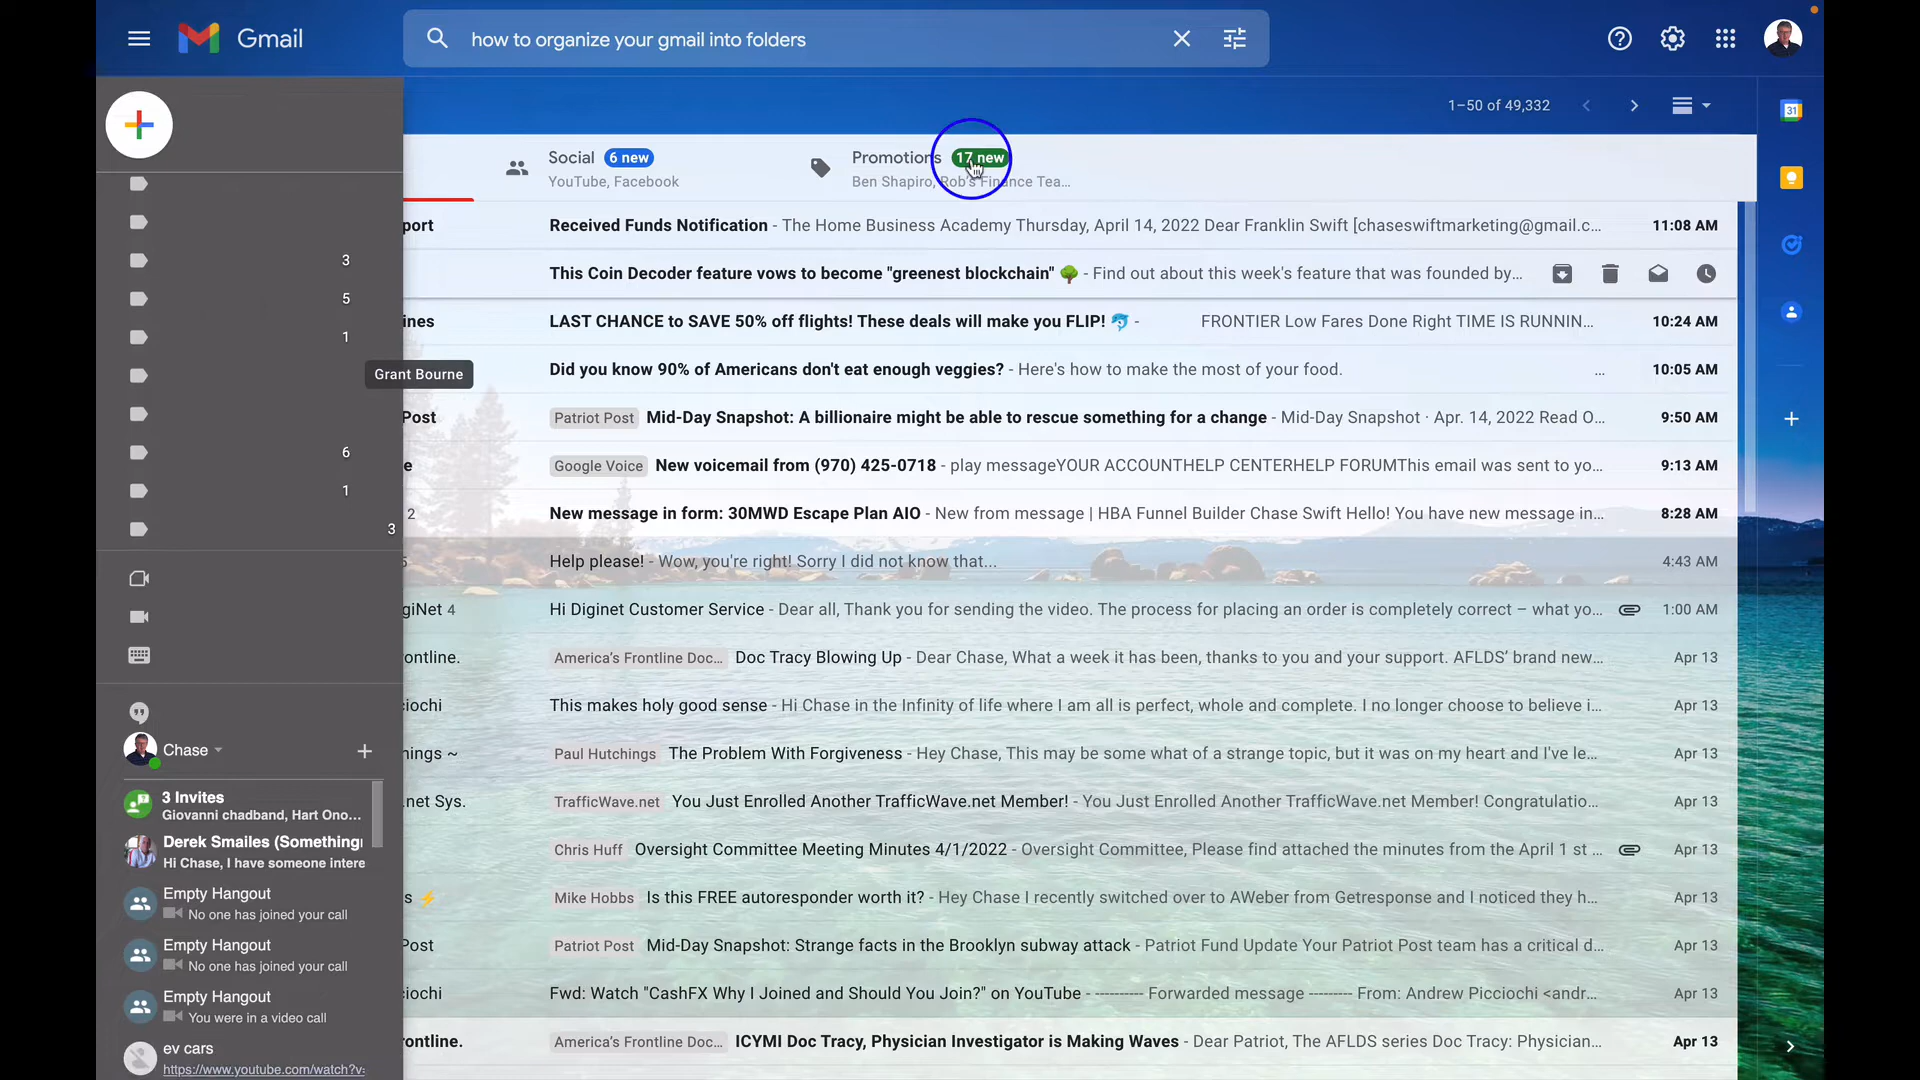 Gmail
how to organize your gmail into folders
1–50 of 49,332
31
Social 6 new
YouTube, Facebook
Promotions 17 new
Ben Shapiro, Rob's Finance Tea...
port Received Funds Notification - The Home Business Academy Thursday, April 14, 2022 Dear Franklin Swift [chaseswiftmarketing@gmail.c... 11:08 AM
This Coin Decoder feature vows to become "greenest blockchain" 🌳 - Find out about this week's feature that was founded by...
ines LAST CHANCE to SAVE 50% off flights! These deals will make you FLIP! 🐬 - FRONTIER Low Fares Done Right TIME IS RUNNIN... 10:24 AM
Did you know 90% of Americans don't eat enough veggies? - Here's how to make the most of your food. ... 10:05 AM
Post Patriot Post Mid-Day Snapshot: A billionaire might be able to rescue something for a change - Mid-Day Snapshot · Apr. 14, 2022 Read O... 9:50 AM
e Google Voice New voicemail from (970) 425-0718 - play messageYOUR ACCOUNTHELP CENTERHELP FORUMThis email was sent to yo... 9:13 AM
2 New message in form: 30MWD Escape Plan AIO - New from message | HBA Funnel Builder Chase Swift Hello! You have new message in... 8:28 AM
5 Help please! - Wow, you're right! Sorry I did not know that... 4:43 AM
giNet 4 Hi Diginet Customer Service - Dear all, Thank you for sending the video. The process for placing an order is completely correct – what yo... 1:00 AM
ontline. America's Frontline Doc... Doc Tracy Blowing Up - Dear Chase, What a week it has been, thanks to you and your support. AFLDS' brand new... Apr 13
ciochi This makes holy good sense - Hi Chase in the Infinity of life where I am all is perfect, whole and complete. I no longer choose to believe i... Apr 13
nings ~ Paul Hutchings The Problem With Forgiveness - Hey Chase, This may be some what of a strange topic, but it was on my heart and I've le... Apr 13
.net Sys. TrafficWave.net You Just Enrolled Another TrafficWave.net Member! - You Just Enrolled Another TrafficWave.net Member! Congratulatio... Apr 13
Chris Huff Oversight Committee Meeting Minutes 4/1/2022 - Oversight Committee, Please find attached the minutes from the April 1 st ... Apr 13
s ⚡ Mike Hobbs Is this FREE autoresponder worth it? - Hey Chase I recently switched over to AWeber from Getresponse and I noticed they h... Apr 13
Post Patriot Post Mid-Day Snapshot: Strange facts in the Brooklyn subway attack - Patriot Fund Update Your Patriot Post team has a critical d... Apr 13
ciochi Fwd: Watch "CashFX Why I Joined and Should You Join?" on YouTube - ---------- Forwarded message --------- From: Andrew Picciochi <andr... Apr 13
ontline. America's Frontline Doc... ICYMI Doc Tracy, Physician Investigator is Making Waves - Dear Patriot, The AFLDS series Doc Tracy: Physician... Apr 13
3
5
1
Grant Bourne
6
1
3
Chase
3 Invites
Giovanni chadband, Hart Ono...
Derek Smailes (Something
Hi Chase, I have someone intere
Empty Hangout
No one has joined your call
Empty Hangout
No one has joined your call
Empty Hangout
You were in a video call
ev cars
https://www.youtube.com/watch?v=